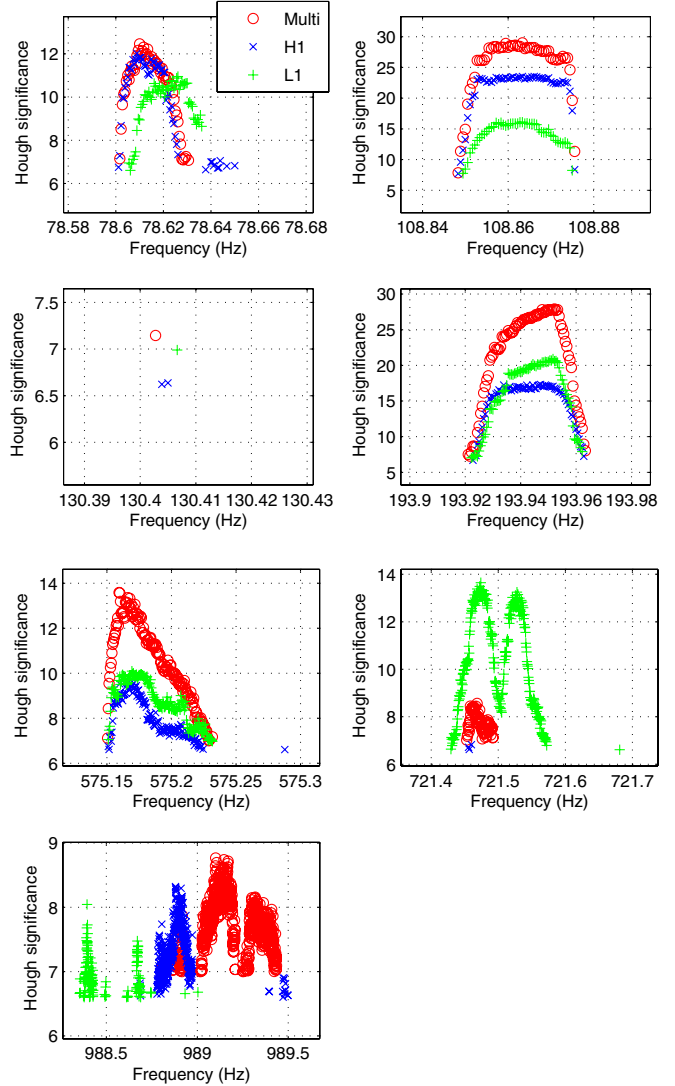 Multi
H1
L1
12
10
8
6
Hough significance
78.58 78.6 78.62 78.64 78.66 78.68
Frequency (Hz)
30
25
20
15
10
5
Hough significance
108.84 108.86 108.88
Frequency (Hz)
7.5
7
6.5
6
Hough significance
130.39 130.4 130.41 130.42 130.43
Frequency (Hz)
30
25
20
15
10
5
Hough significance
193.9 193.92 193.94 193.96 193.98
Frequency (Hz)
14
12
10
8
6
Hough significance
575.15 575.2 575.25 575.3
Frequency (Hz)
14
12
10
8
6
Hough significance
721.4 721.5 721.6 721.7
Frequency (Hz)
9
8
7
6
Hough significance
988.5 989 989.5
Frequency (Hz)